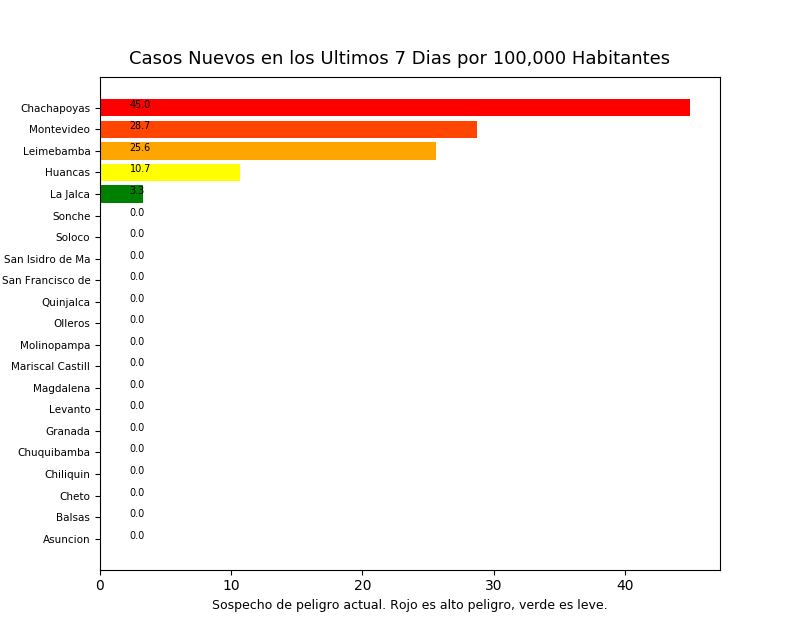 Casos Nuevos en los Ultimos 7 Dias por 100,000 Habitantes
Chachapoyas 45.0
Montevideo 28.7
Leimebamba 25.6
Huancas 10.7
La Jalca 3.3
Sonche 0.0
Soloco 0.0
San Isidro de Ma 0.0
San Francisco de 0.0
Quinjalca 0.0
Olleros 0.0
Molinopampa 0.0
Mariscal Castill 0.0
Magdalena 0.0
Levanto 0.0
Granada 0.0
Chuquibamba 0.0
Chiliquin 0.0
Cheto 0.0
Balsas 0.0
Asuncion 0.0
0 10 20 30 40
Sospecho de peligro actual. Rojo es alto peligro, verde es leve.